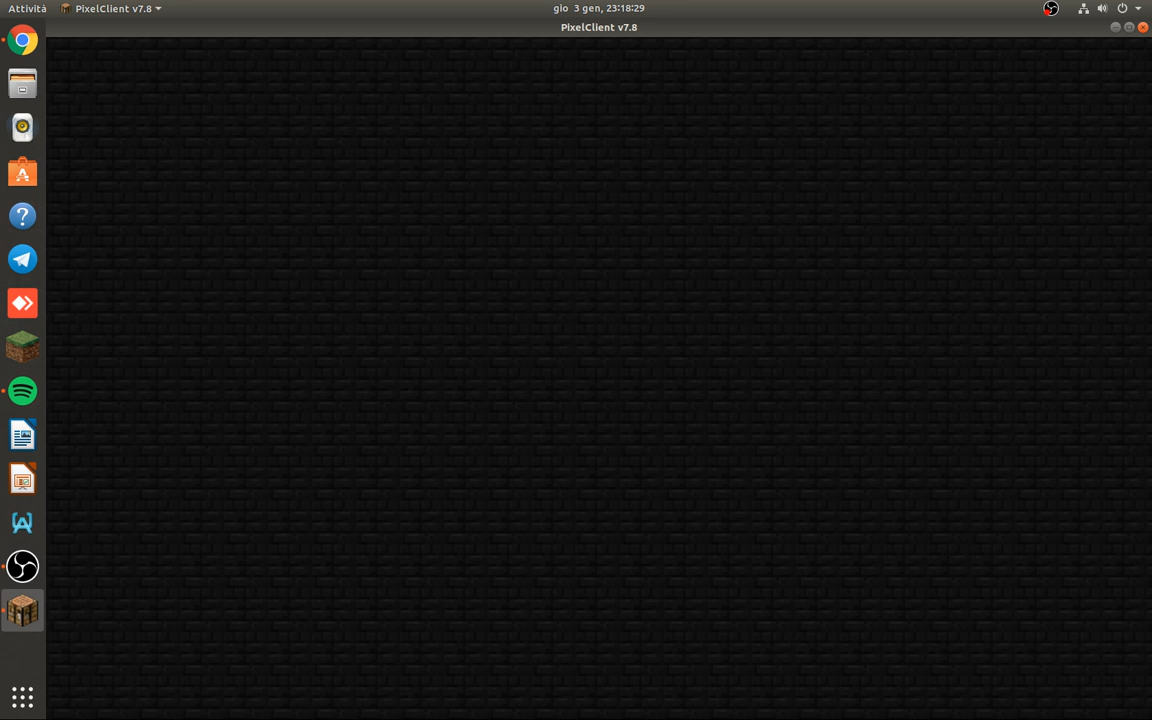 Attività
PixelClient v7.8
gio 3 gen, 23:18:29
PixelClient v7.8